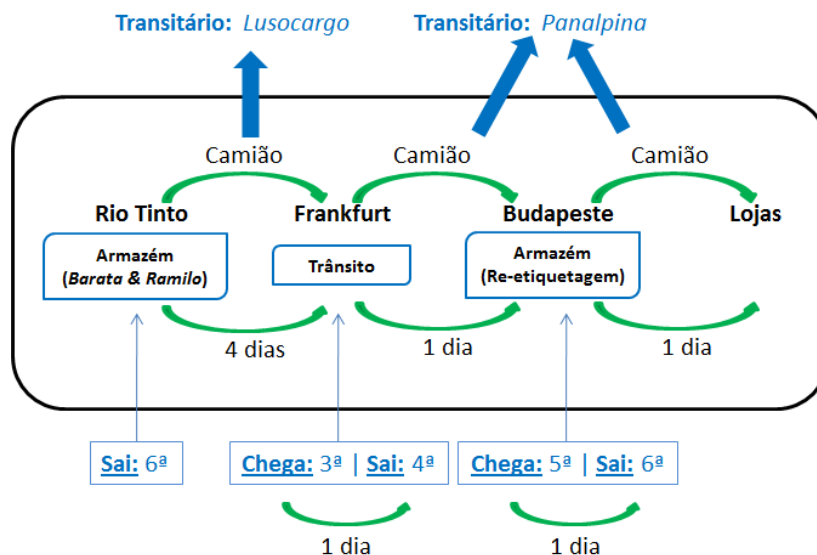 Transitário: Lusocargo
Transitário: Panalpina
Camião
Camião
Camião
Rio Tinto
Frankfurt
Budapeste
Lojas
Armazém
(Barata & Ramilo)
Trânsito
Armazém
(Re-etiquetagem)
4 dias
1 dia
1 dia
Sai: 6ª
Chega: 3ª | Sai: 4ª
Chega: 5ª | Sai: 6ª
1 dia
1 dia